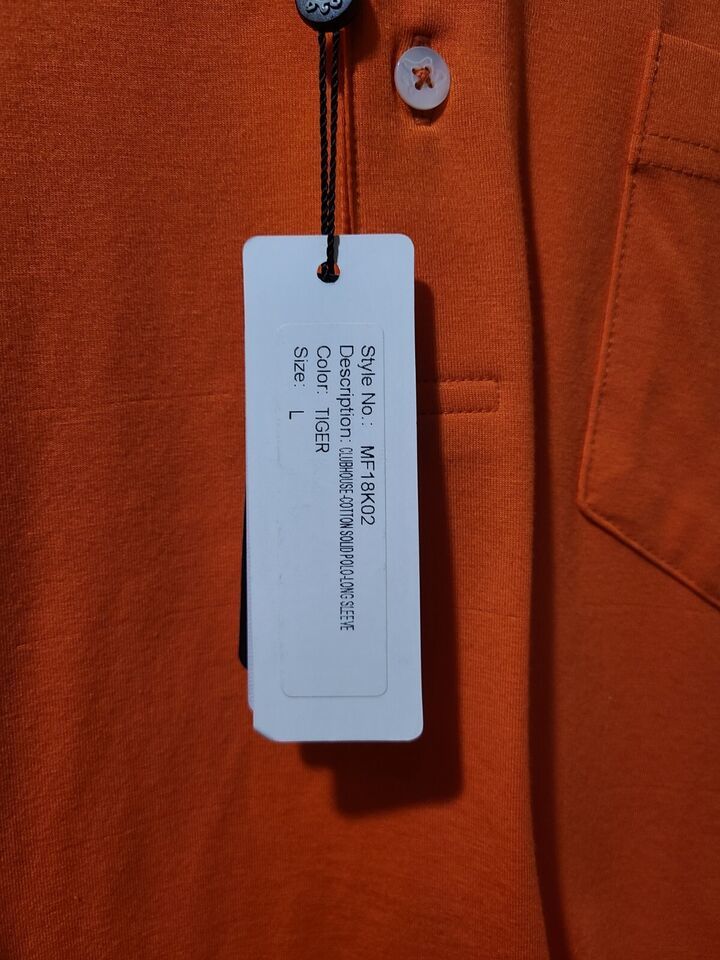 Style No.: MF18K02
Description: CLUBHOUSE-COTTON SOLID POLO-LONG SLEEVE
Color: TIGER
Size: L